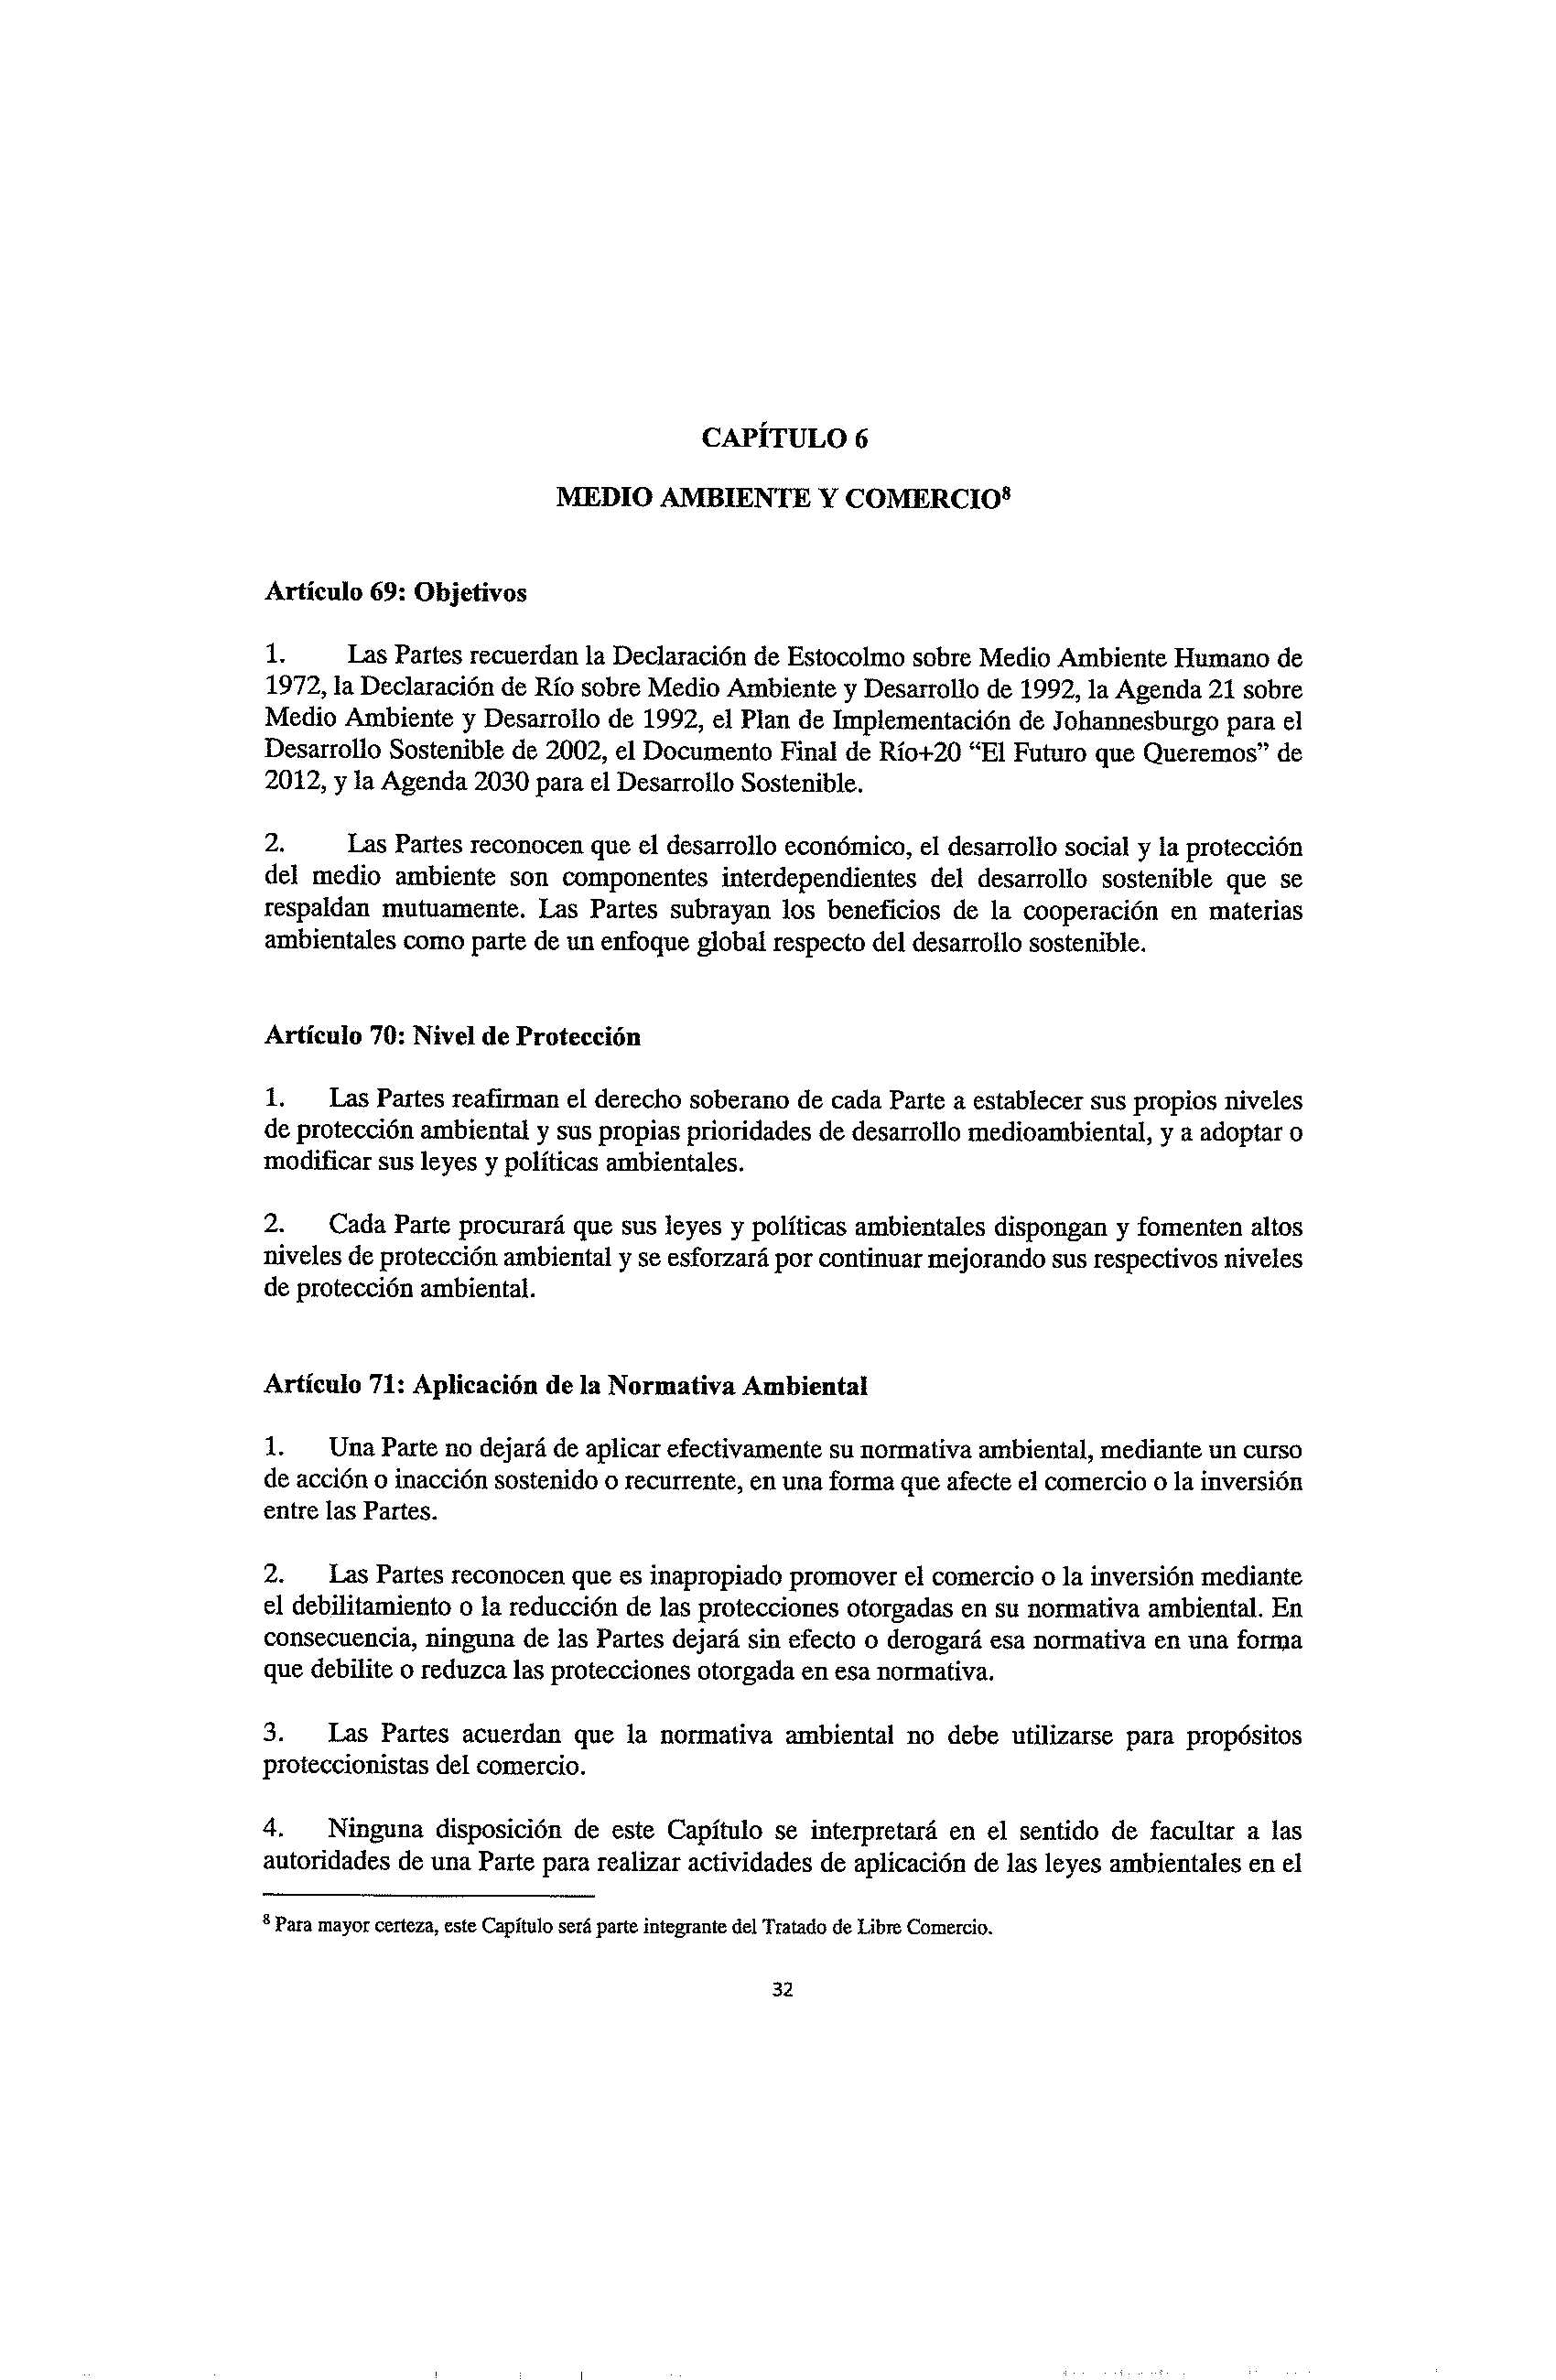 CAPÍTULO 6
MEDIO AMBIENTE Y COMERCIO⁸
Artículo 69: Objetivos
1. Las Partes recuerdan la Declaración de Estocolmo sobre Medio Ambiente Humano de
1972, la Declaración de Río sobre Medio Ambiente y Desarrollo de 1992, la Agenda 21 sobre
Medio Ambiente y Desarrollo de 1992, el Plan de Implementación de Johannesburgo para el
Desarrollo Sostenible de 2002, el Documento Final de Río+20 “El Futuro que Queremos” de
2012, y la Agenda 2030 para el Desarrollo Sostenible.
2. Las Partes reconocen que el desarrollo económico, el desarrollo social y la protección
del medio ambiente son componentes interdependientes del desarrollo sostenible que se
respaldan mutuamente. Las Partes subrayan los beneficios de la cooperación en materias
ambientales como parte de un enfoque global respecto del desarrollo sostenible.
Artículo 70: Nivel de Protección
1. Las Partes reafirman el derecho soberano de cada Parte a establecer sus propios niveles
de protección ambiental y sus propias prioridades de desarrollo medioambiental, y a adoptar o
modificar sus leyes y políticas ambientales.
2. Cada Parte procurará que sus leyes y políticas ambientales dispongan y fomenten altos
niveles de protección ambiental y se esforzará por continuar mejorando sus respectivos niveles
de protección ambiental.
Artículo 71: Aplicación de la Normativa Ambiental
1. Una Parte no dejará de aplicar efectivamente su normativa ambiental, mediante un curso
de acción o inacción sostenido o recurrente, en una forma que afecte el comercio o la inversión
entre las Partes.
2. Las Partes reconocen que es inapropiado promover el comercio o la inversión mediante
el debilitamiento o la reducción de las protecciones otorgadas en su normativa ambiental. En
consecuencia, ninguna de las Partes dejará sin efecto o derogará esa normativa en una forma
que debilite o reduzca las protecciones otorgada en esa normativa.
3. Las Partes acuerdan que la normativa ambiental no debe utilizarse para propósitos
proteccionistas del comercio.
4. Ninguna disposición de este Capítulo se interpretará en el sentido de facultar a las
autoridades de una Parte para realizar actividades de aplicación de las leyes ambientales en el
⁸ Para mayor certeza, este Capítulo será parte integrante del Tratado de Libre Comercio.
32